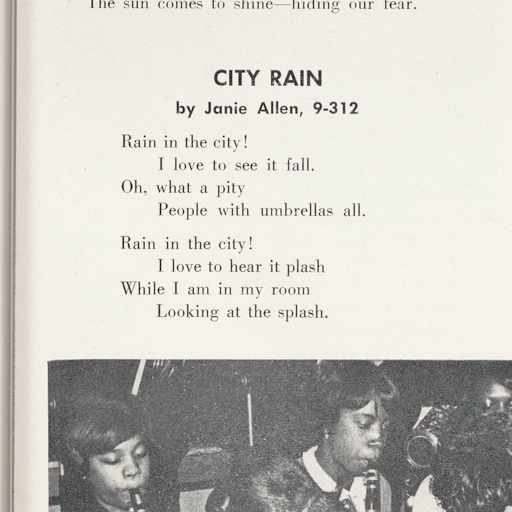 The sun comes to shine—hiding our fear.
CITY RAIN
by Janie Allen, 9-312
Rain in the city!
I love to see it fall.
Oh, what a pity
People with umbrellas all.
Rain in the city!
I love to hear it plash
While I am in my room
Looking at the splash.